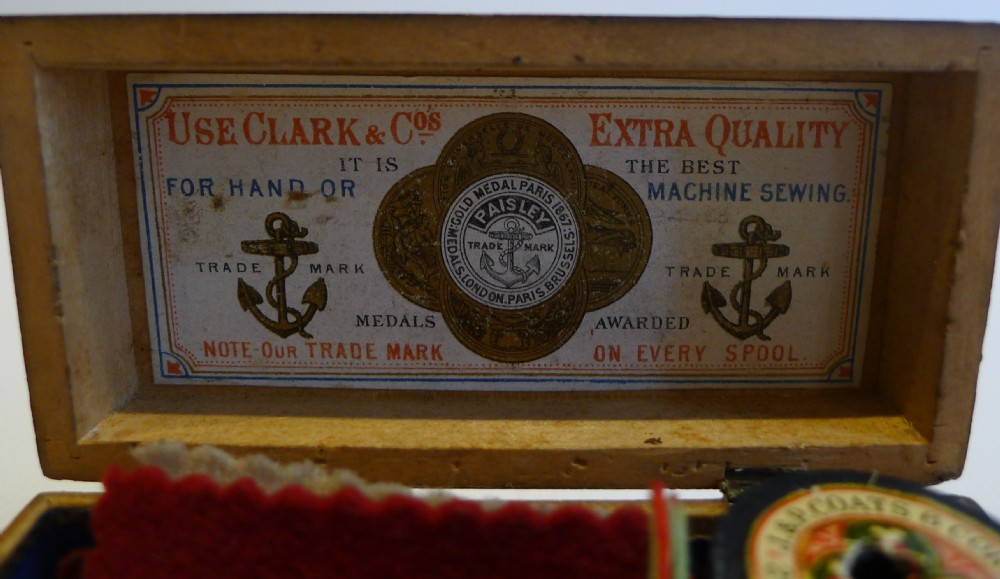 USE CLARK & COS EXTRA QUALITY
IT IS THE BEST
FOR HAND OR MACHINE SEWING.
GOLD MEDAL PARIS 1867:
MEDALS, LONDON, PARIS BRUSSELS:
PAISLEY
TRADE MARK
TRADE MARK
TRADE MARK
MEDALS AWARDED
NOTE-OUR TRADE MARK ON EVERY SPOOL.
J.& P. COATS & CO